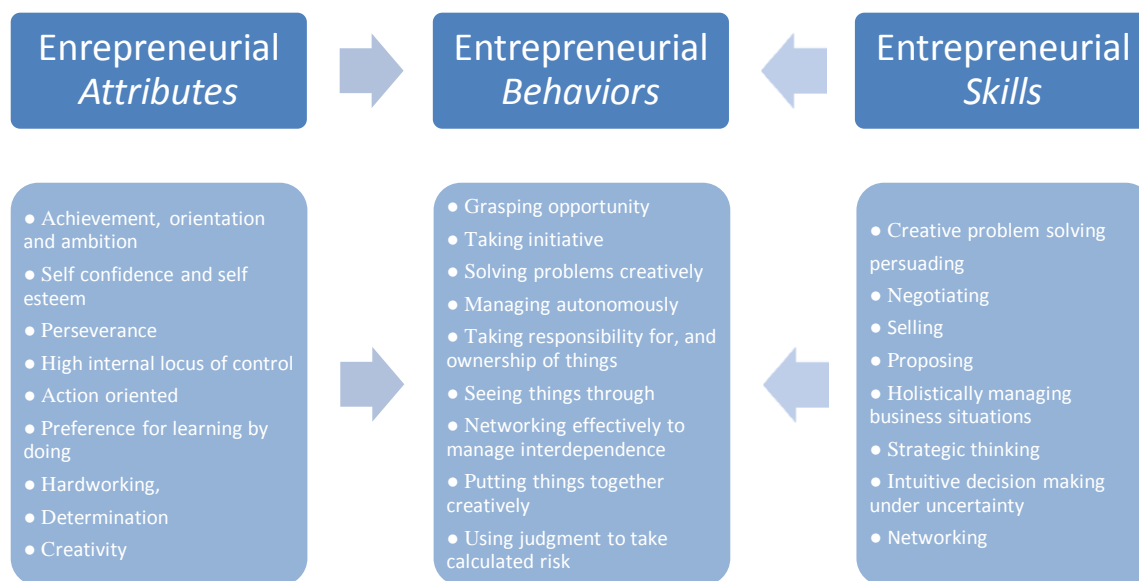 Enrepreneurial
Attributes
Entrepreneurial
Behaviors
Entrepreneurial
Skills
● Achievement, orientation
and ambition
● Self confidence and self
esteem
● Perseverance
● High internal locus of control
● Action oriented
● Preference for learning by
doing
● Hardworking,
● Determination
● Creativity
● Grasping opportunity
● Taking initiative
● Solving problems creatively
● Managing autonomously
● Taking responsibility for, and
ownership of things
● Seeing things through
● Networking effectively to
manage interdependence
● Putting things together
creatively
● Using judgment to take
calculated risk
● Creative problem solving
persuading
● Negotiating
● Selling
● Proposing
● Holistically managing
business situations
● Strategic thinking
● Intuitive decision making
under uncertainty
● Networking